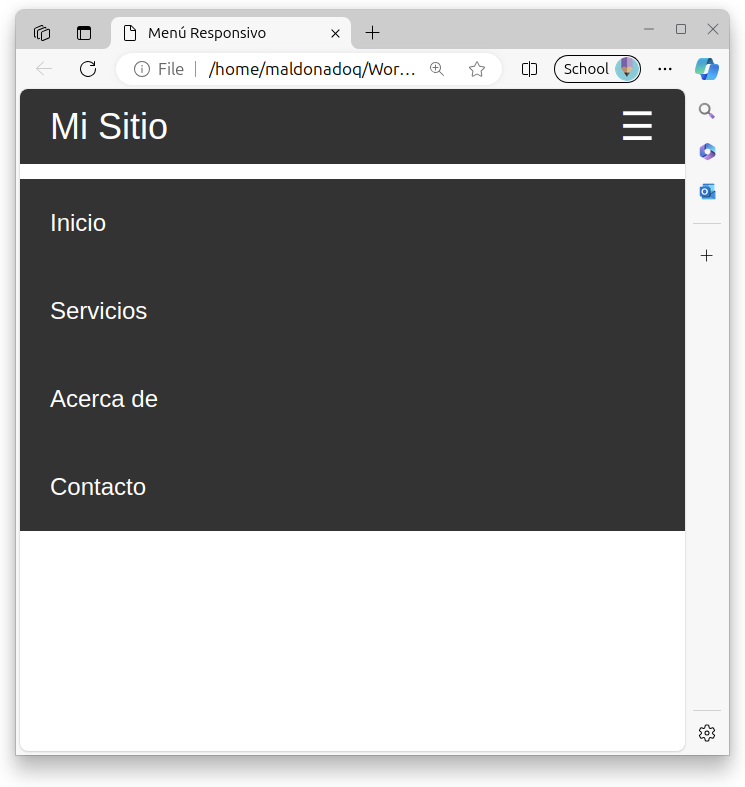 Menú Responsivo
File /home/maldonadoq/Wor... School
Mi Sitio
Inicio
Servicios
Acerca de
Contacto